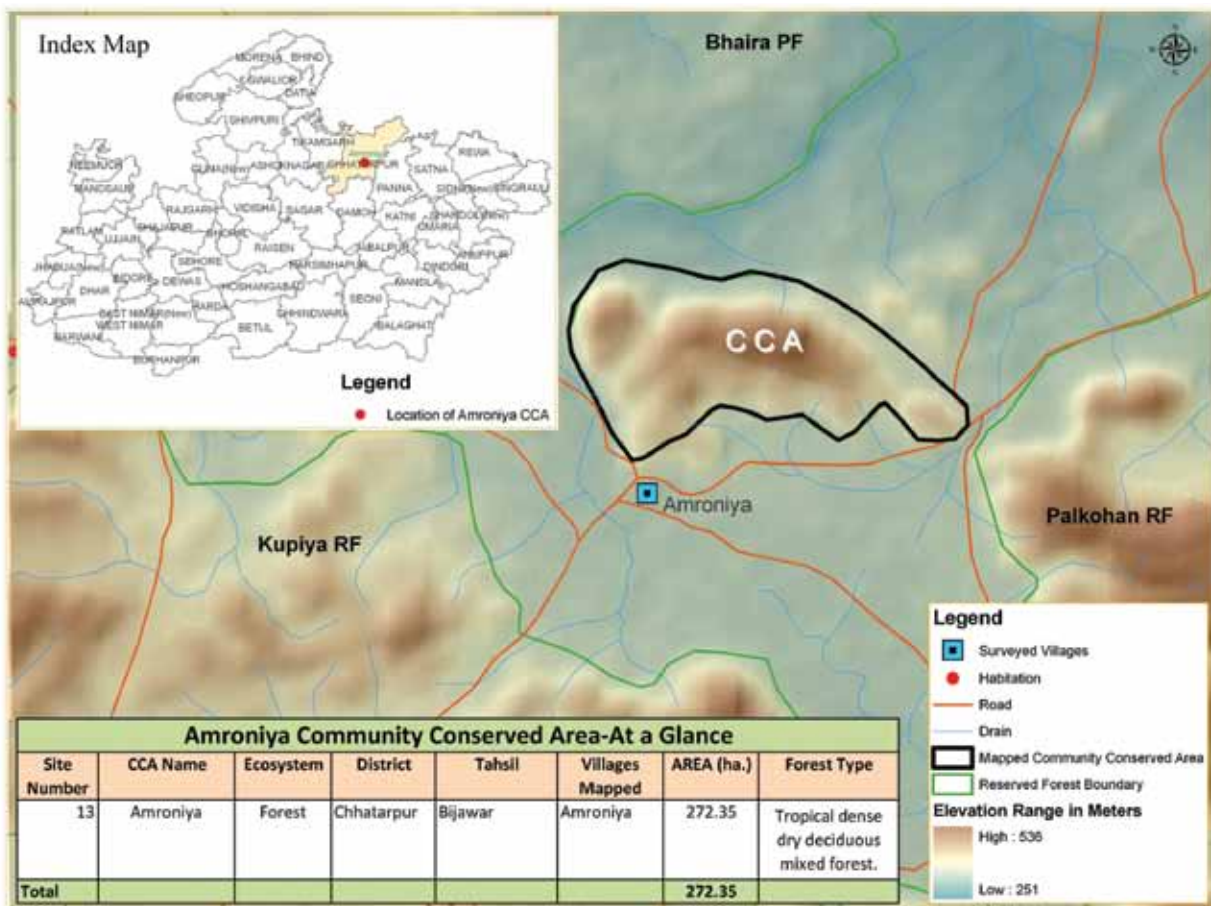 Index Map
MORENA BHIND
GWALIOR
DATIA
SHEOPUR
SHIVPURI
TIKAMGARH
REWA
NEEMUCH
GUNA(New) ASHOKNAGAR CHHATARPUR
SATNA
MANDSAUR
PANNA
SIDHI(New) SINGRAULI
RAJGARH VIDISHA SAGAR DAMOH KATNI SHAHDOL(New)
RATLAM SHAJAPUR
UMARIA
UJJAIN
BHOPAL
RAISEN
JABALPUR
ANUPPUR
SEHORE
DINDORI
JHABUA(New)
INDORE
DEWAS
NARSIMHAPUR
MANDLA
DHAR
HOSHANGABAD
ALIRAJPUR
HARDA
SEONI
WEST NIMAR
EAST NIMAR(New)
BETUL
CHHINDWARA
BALAGHAT
BARWANI
BURHANPUR
Legend
Location of Amroniya CCA
Bhaira PF
CCA
Amroniya
Kupiya RF
Palkohan RF
Legend
Surveyed Villages
Habitation
Road
Drain
Mapped Community Conserved Area
Reserved Forest Boundary
Elevation Range in Meters
High : 536
Low : 251
Amroniya Community Conserved Area-At a Glance
Site Number CCA Name Ecosystem District Tahsil Villages Mapped AREA (ha.) Forest Type
13 Amroniya Forest Chhatarpur Bijawar Amroniya 272.35 Tropical dense
dry deciduous
mixed forest.
Total 272.35